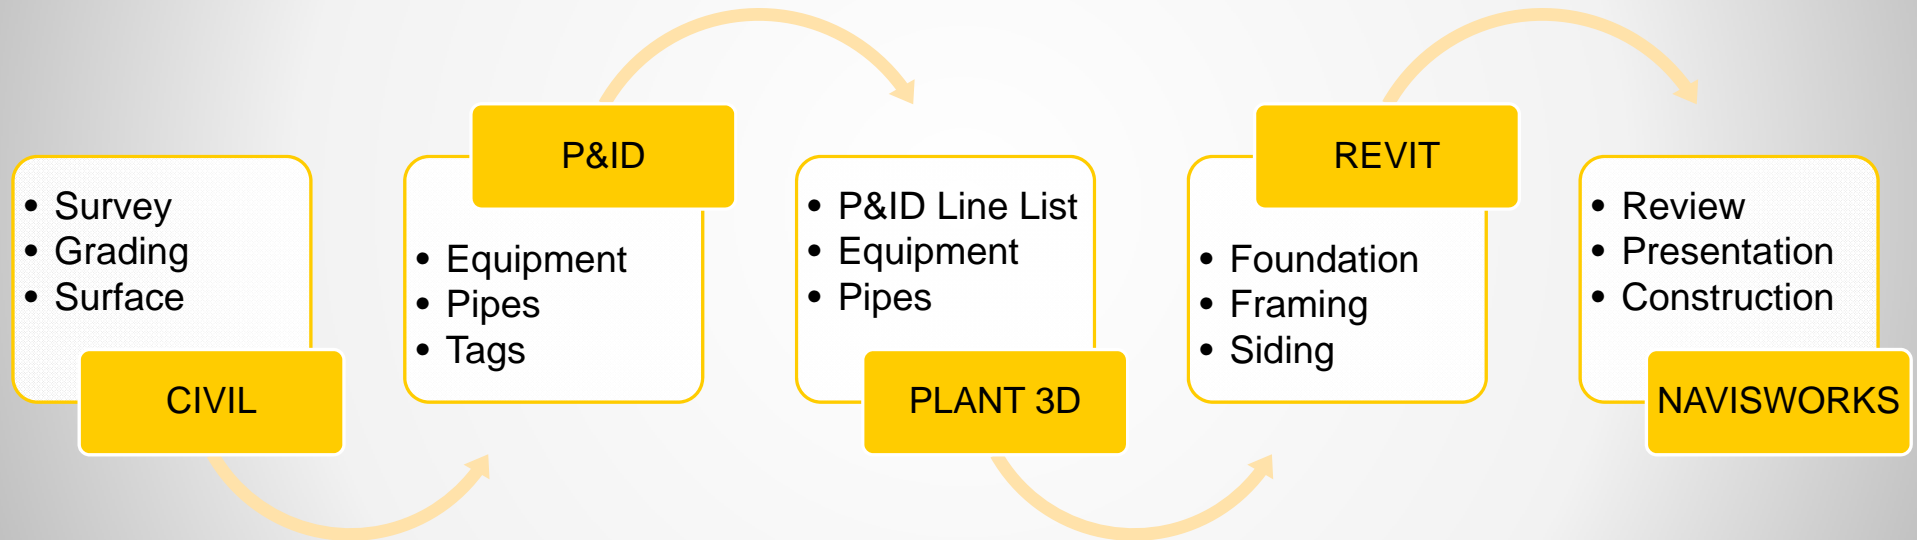 • Survey
• Grading
• Surface
CIVIL
P&ID
• Equipment
• Pipes
• Tags
• P&ID Line List
• Equipment
• Pipes
PLANT 3D
REVIT
• Foundation
• Framing
• Siding
• Review
• Presentation
• Construction
NAVISWORKS